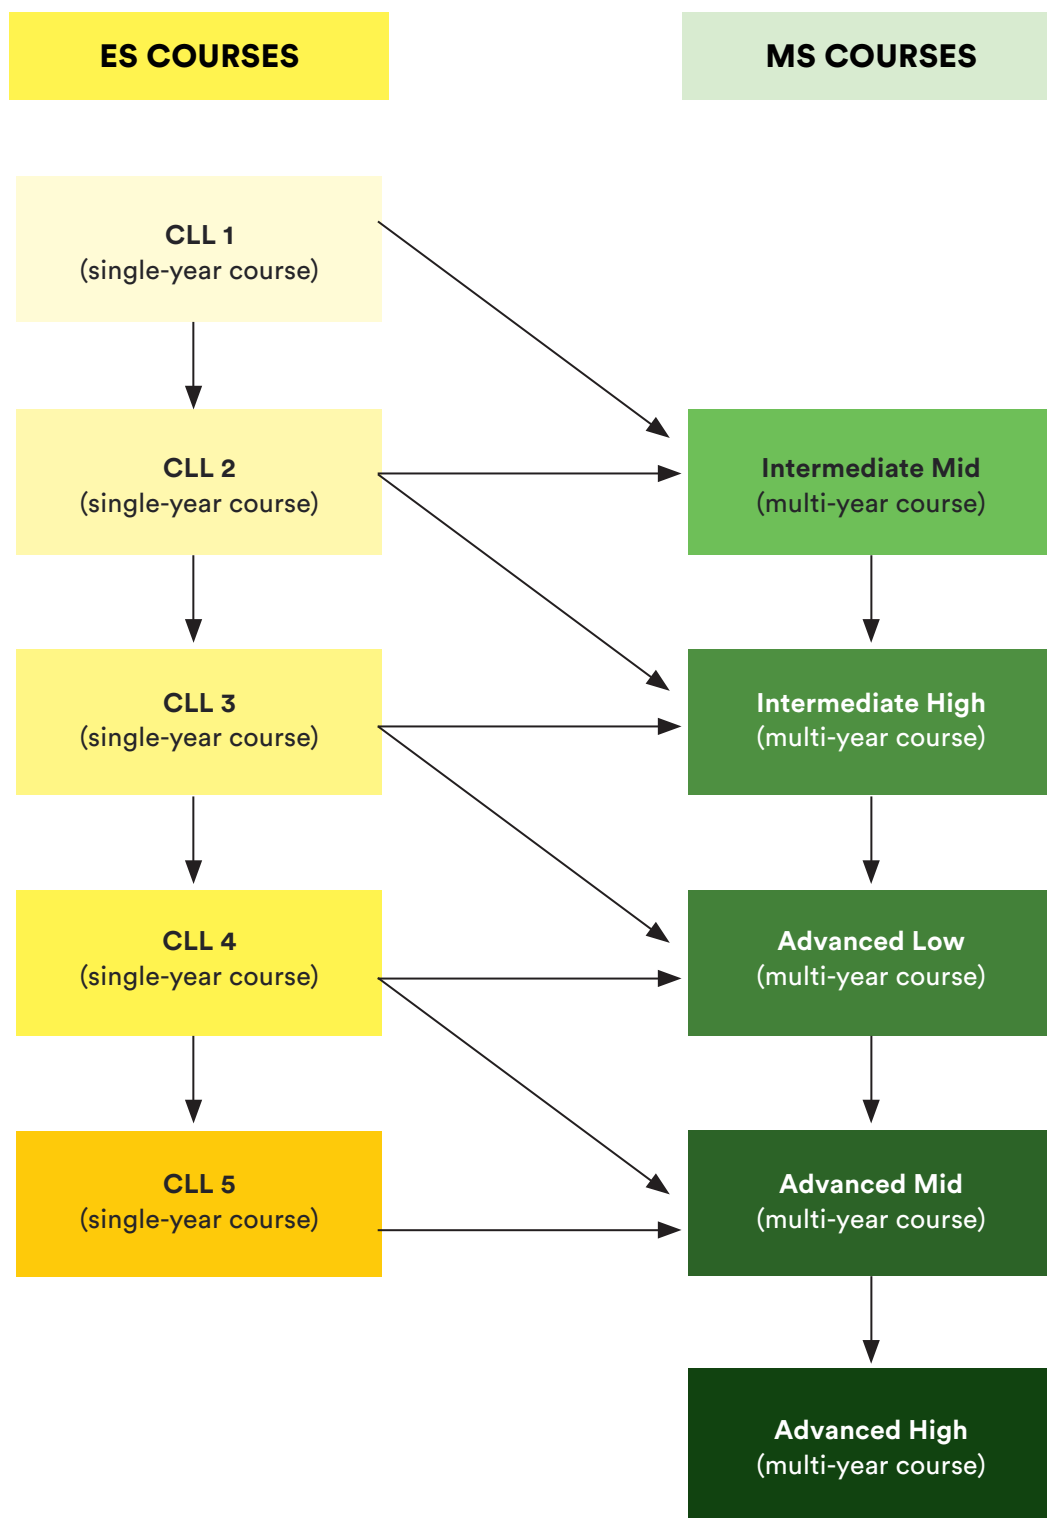 ES COURSES
MS COURSES
CLL 1
(single-year course)
CLL 2
(single-year course)
Intermediate Mid
(multi-year course)
CLL 3
(single-year course)
Intermediate High
(multi-year course)
CLL 4
(single-year course)
Advanced Low
(multi-year course)
CLL 5
(single-year course)
Advanced Mid
(multi-year course)
Advanced High
(multi-year course)